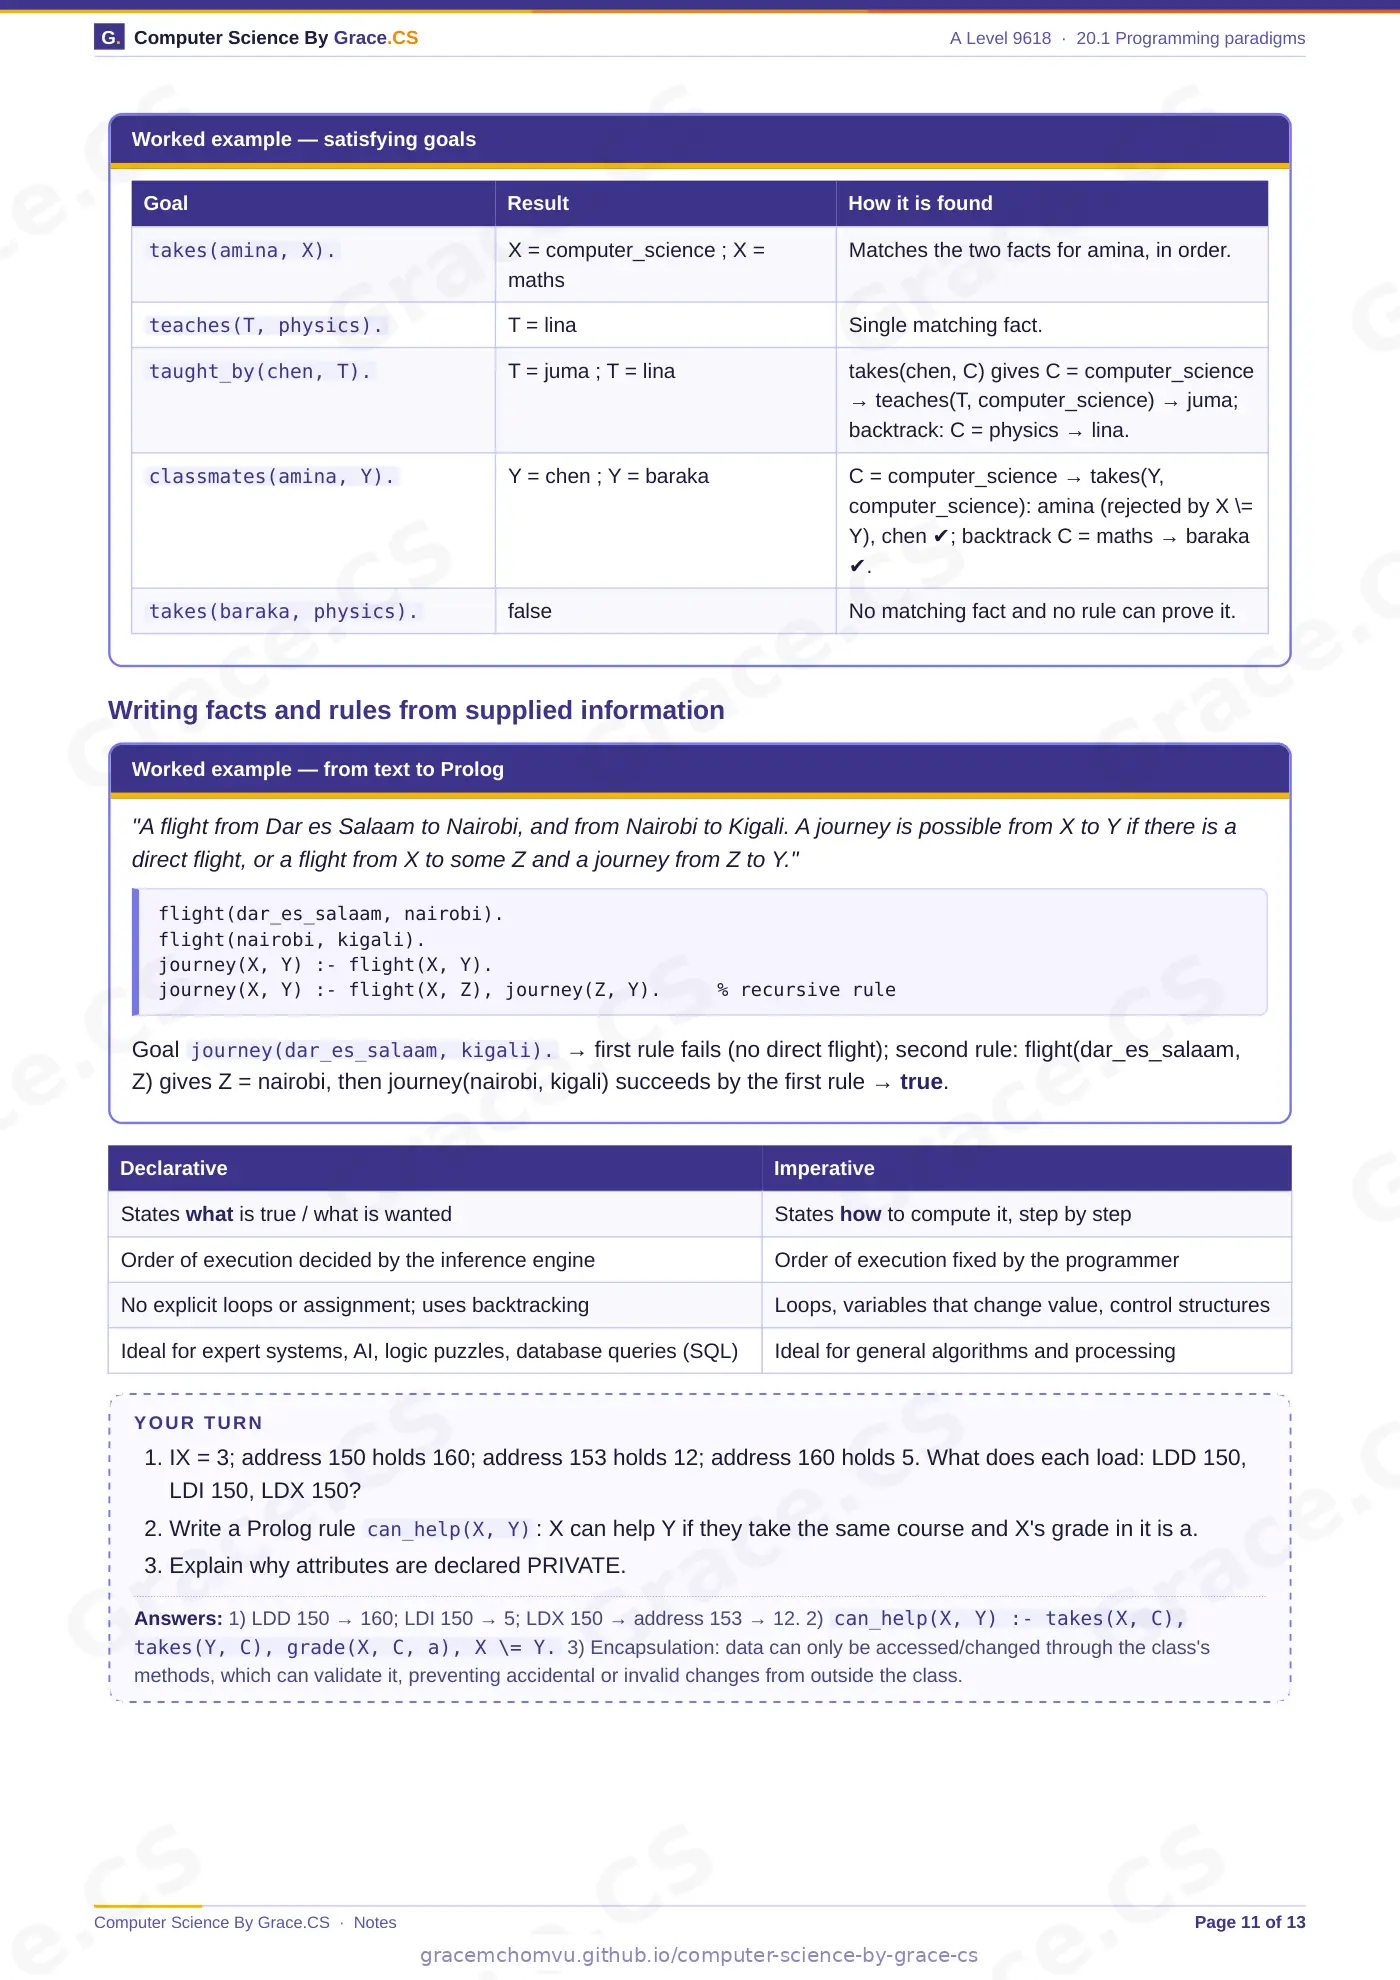 G. Computer Science By Grace.CS
A Level 9618 · 20.1 Programming paradigms
Worked example — satisfying goals
Goal Result How it is found
takes(amina, X). X = computer_science ; X = Matches the two facts for amina, in order.
maths
teaches(T, physics). T = lina Single matching fact.
taught_by(chen, T). T = juma ; T = lina takes(chen, C) gives C = computer_science
→ teaches(T, computer_science) → juma;
backtrack: C = physics → lina.
classmates(amina, Y). Y = chen ; Y = baraka C = computer_science → takes(Y,
computer_science): amina (rejected by X \=
Y), chen ✔; backtrack C = maths → baraka
✔.
takes(baraka, physics). false No matching fact and no rule can prove it.
Writing facts and rules from supplied information
Worked example — from text to Prolog
"A flight from Dar es Salaam to Nairobi, and from Nairobi to Kigali. A journey is possible from X to Y if there is a
direct flight, or a flight from X to some Z and a journey from Z to Y."
flight(dar_es_salaam, nairobi).
flight(nairobi, kigali).
journey(X, Y) :- flight(X, Y).
journey(X, Y) :- flight(X, Z), journey(Z, Y). % recursive rule
Goal journey(dar_es_salaam, kigali). → first rule fails (no direct flight); second rule: flight(dar_es_salaam,
Z) gives Z = nairobi, then journey(nairobi, kigali) succeeds by the first rule → true.
Declarative Imperative
States what is true / what is wanted States how to compute it, step by step
Order of execution decided by the inference engine Order of execution fixed by the programmer
No explicit loops or assignment; uses backtracking Loops, variables that change value, control structures
Ideal for expert systems, AI, logic puzzles, database queries (SQL) Ideal for general algorithms and processing
YOUR TURN
1. IX = 3; address 150 holds 160; address 153 holds 12; address 160 holds 5. What does each load: LDD 150,
LDI 150, LDX 150?
2. Write a Prolog rule can_help(X, Y) : X can help Y if they take the same course and X's grade in it is a.
3. Explain why attributes are declared PRIVATE.
Answers: 1) LDD 150 → 160; LDI 150 → 5; LDX 150 → address 153 → 12. 2) can_help(X, Y) :- takes(X, C),
takes(Y, C), grade(X, C, a), X \= Y. 3) Encapsulation: data can only be accessed/changed through the class's
methods, which can validate it, preventing accidental or invalid changes from outside the class.
Computer Science By Grace.CS · Notes
Page 11 of 13
gracemchomvu.github.io/computer-science-by-grace-cs